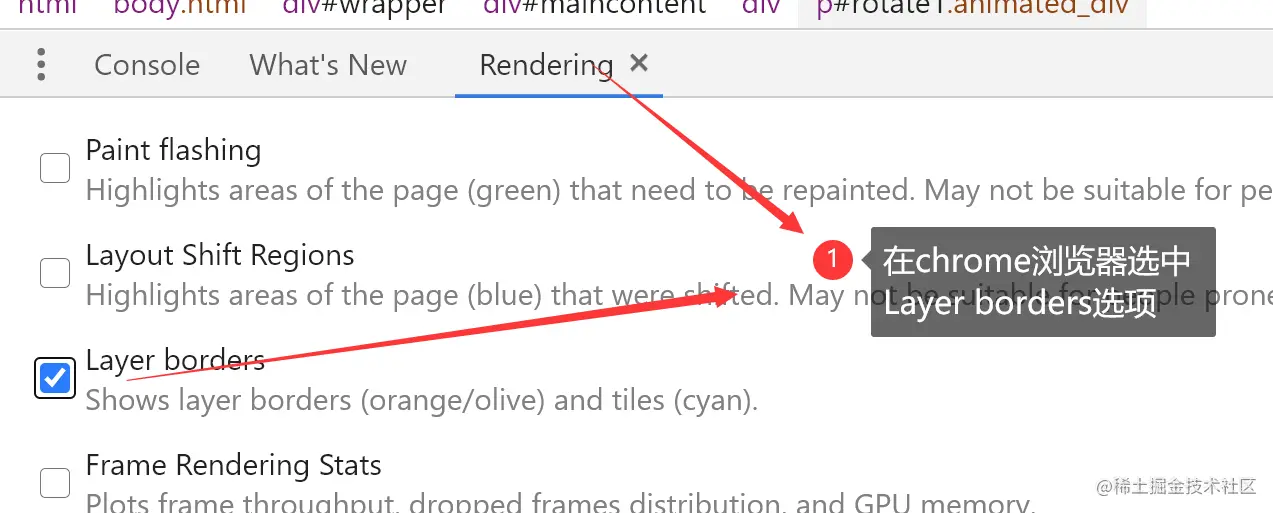 html body.html div#wrapper div#maincontent div p#rotate1.animated_div
Console What's New Rendering ×
Paint flashing
Highlights areas of the page (green) that need to be repainted. May not be suitable for pe
Layout Shift Regions
1 在chrome浏览器选中
Layer borders选项
Highlights areas of the page (blue) that were shifted. May not be suitable for people prone
Layer borders
Shows layer borders (orange/olive) and tiles (cyan).
Frame Rendering Stats
Plots frame throughput, dropped frames distribution, and GPU memory.
@稀土掘金技术社区